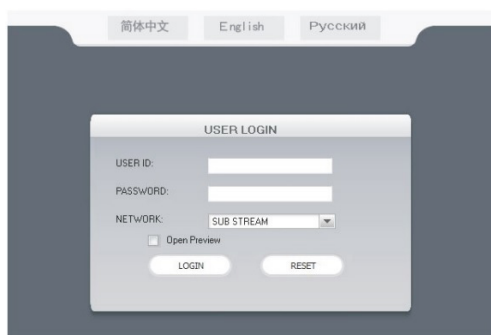 简体中文 English Русский
USER LOGIN
USER ID:
PASSWORD:
NETWORK: SUB STREAM
Open Preview
LOGIN RESET